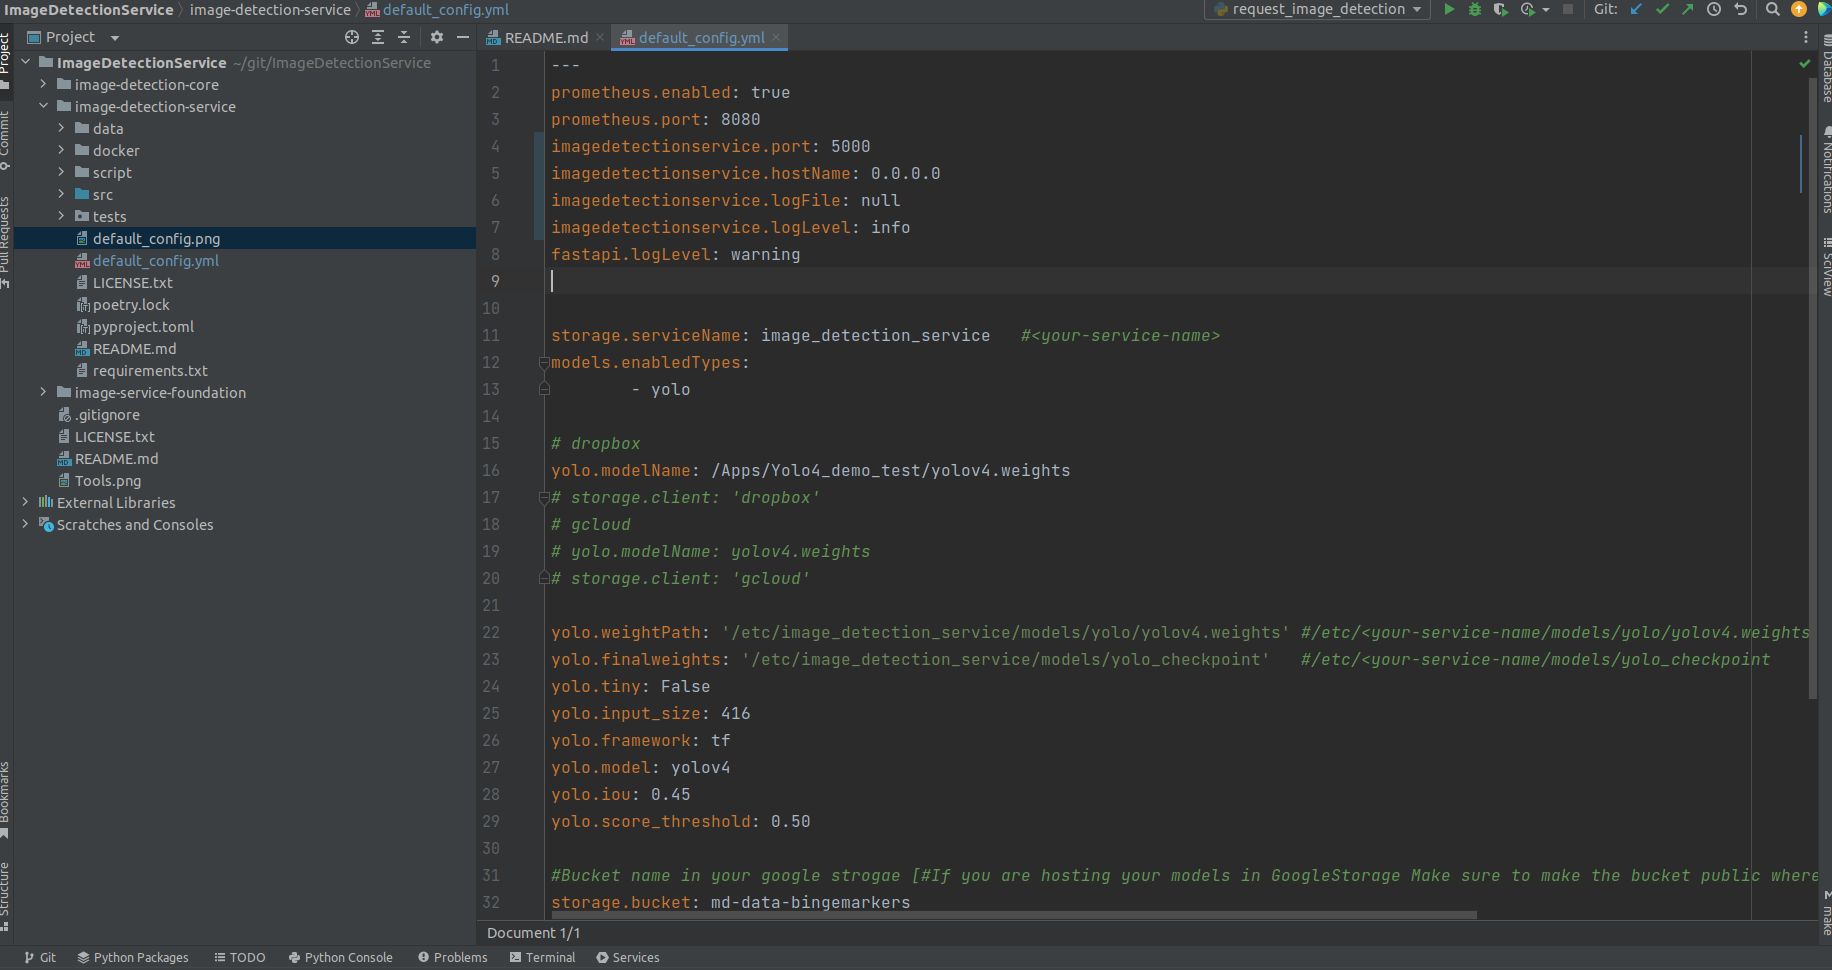 ImageDetectionService image-detection-service default_config.yml request_image_detection Git:
Project README.md default_config.yml
ImageDetectionService ~/git/ImageDetectionService
image-detection-core
image-detection-service
data
docker
script
src
tests
default_config.png
default_config.yml
LICENSE.txt
poetry.lock
pyproject.toml
README.md
requirements.txt
image-service-foundation
.gitignore
LICENSE.txt
README.md
Tools.png
External Libraries
Scratches and Consoles
Project
Commit
Pull Requests
Bookmarks
Structure
1 ---
2 prometheus.enabled: true
3 prometheus.port: 8080
4 imagedetectionservice.port: 5000
5 imagedetectionservice.hostName: 0.0.0.0
6 imagedetectionservice.logFile: null
7 imagedetectionservice.logLevel: info
8 fastapi.logLevel: warning
9
10
11 storage.serviceName: image_detection_service #<your-service-name>
12 models.enabledTypes:
13 - yolo
14
15 # dropbox
16 yolo.modelName: /Apps/Yolo4_demo_test/yolov4.weights
17 # storage.client: 'dropbox'
18 # gcloud
19 # yolo.modelName: yolov4.weights
20 # storage.client: 'gcloud'
21
22 yolo.weightPath: '/etc/image_detection_service/models/yolo/yolov4.weights' #/etc/<your-service-name/models/yolo/yolov4.weights
23 yolo.finalweights: '/etc/image_detection_service/models/yolo_checkpoint' #/etc/<your-service-name/models/yolo_checkpoint
24 yolo.tiny: False
25 yolo.input_size: 416
26 yolo.framework: tf
27 yolo.model: yolov4
28 yolo.iou: 0.45
29 yolo.score_threshold: 0.50
30
31 #Bucket name in your google strogae [#If you are hosting your models in GoogleStorage Make sure to make the bucket public where
32 storage.bucket: md-data-bingemarkers
Document 1/1
Database
Notifications
SciView
make
Git Python Packages TODO Python Console Problems Terminal Services